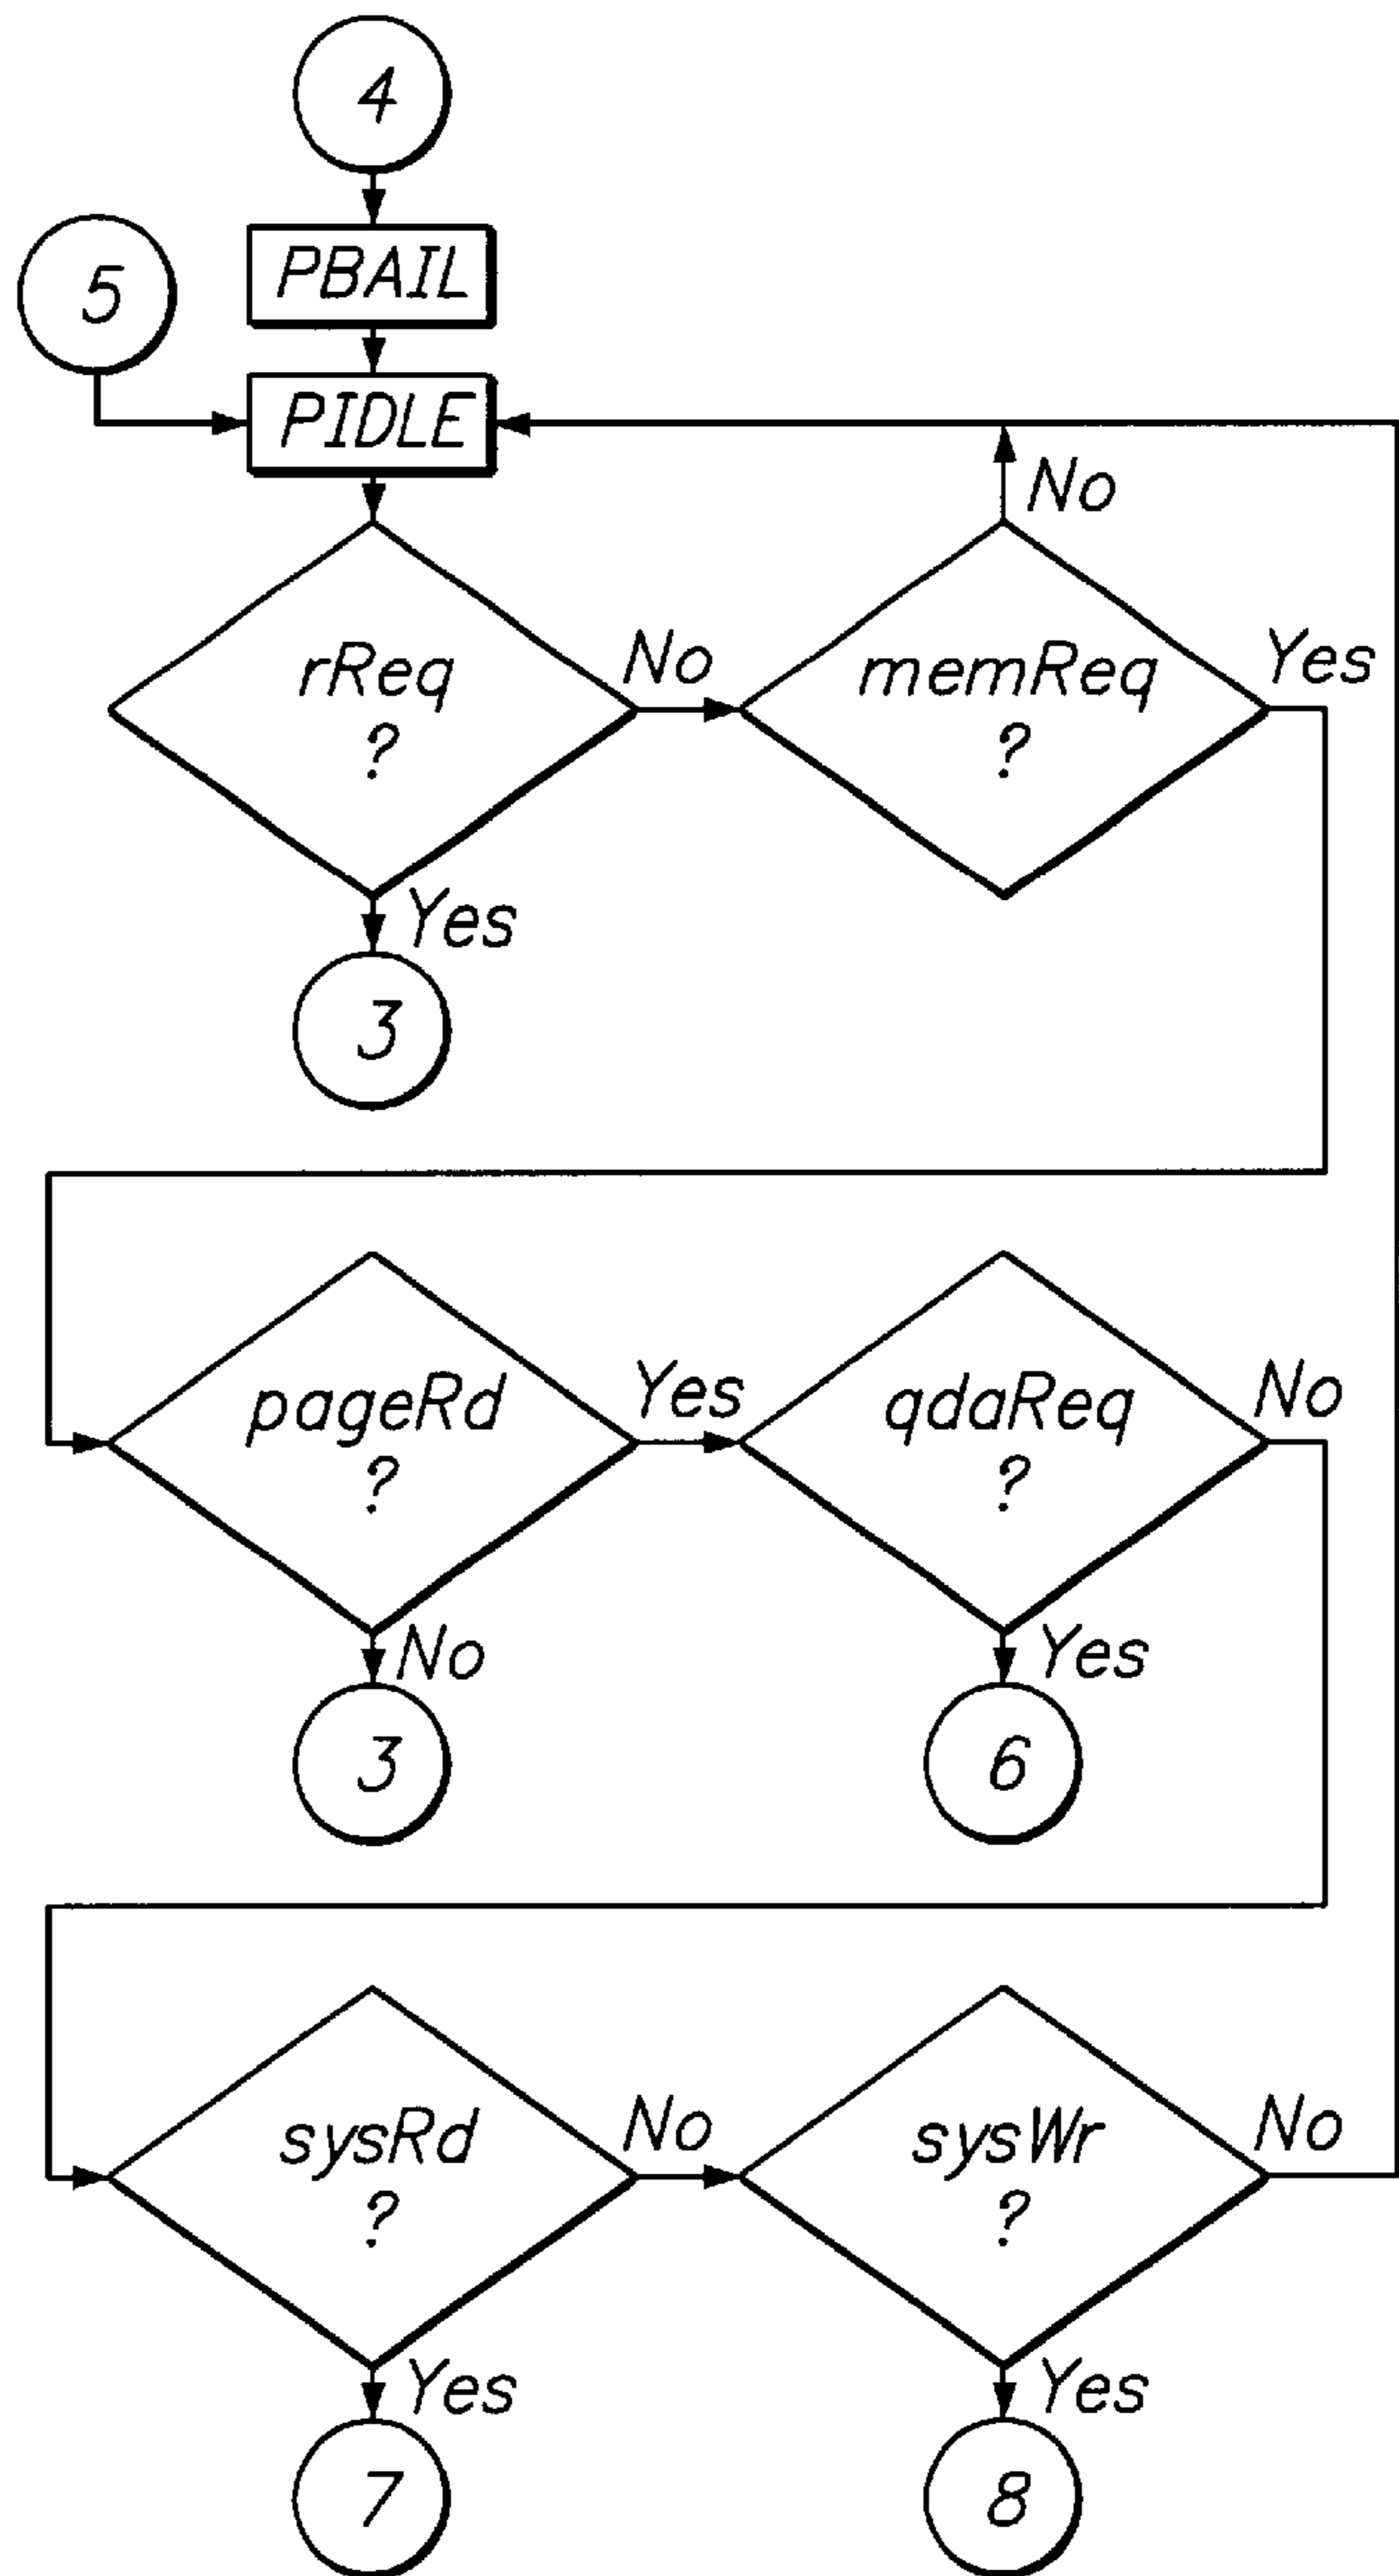 4
PBAIL
5
PIDLE
No
rReq
?
No
memReq
?
Yes
Yes
3
pageRd
?
Yes
qdaReq
?
No
No
3
Yes
6
sysRd
?
No
sysWr
?
No
Yes
7
Yes
8